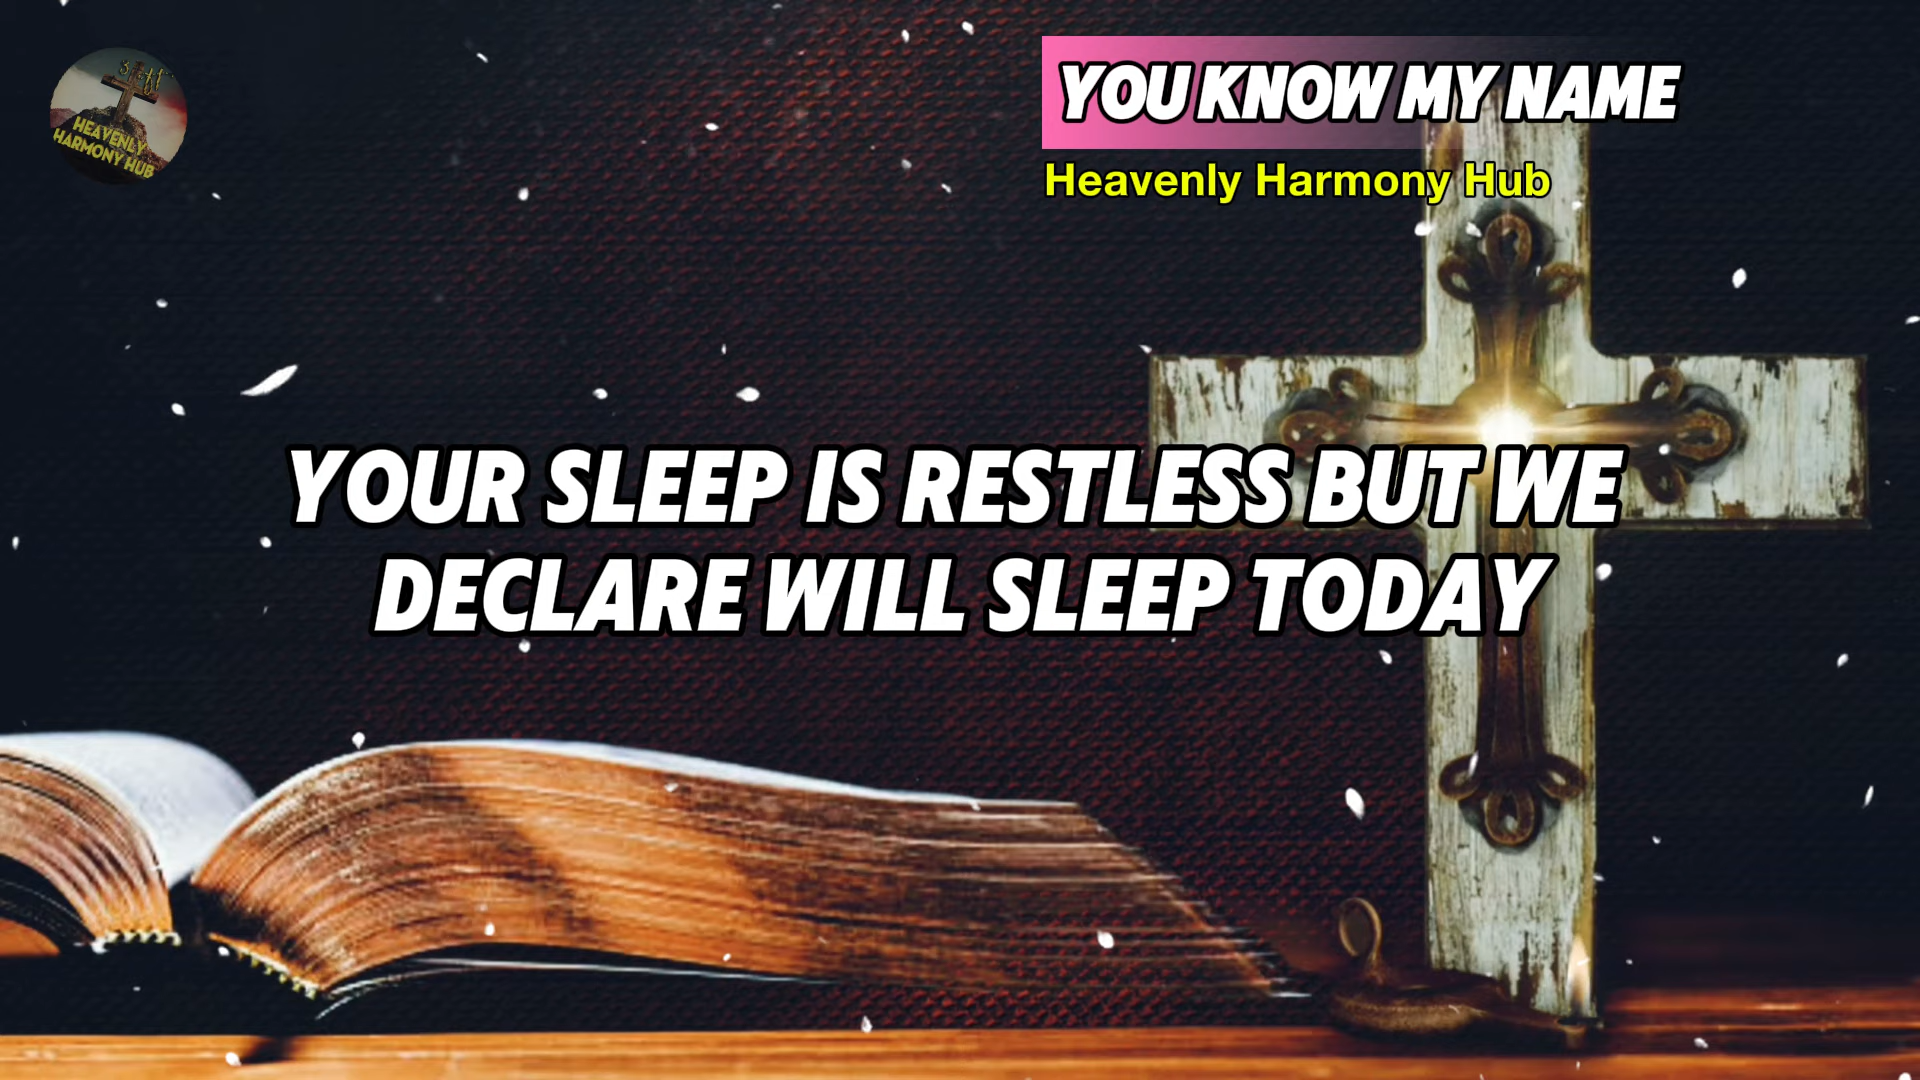 HEAVENLY
HARMONY HUB
YOU KNOW MY NAME
Heavenly Harmony Hub
YOUR SLEEP IS RESTLESS BUT WE
DECLARE WILL SLEEP TODAY